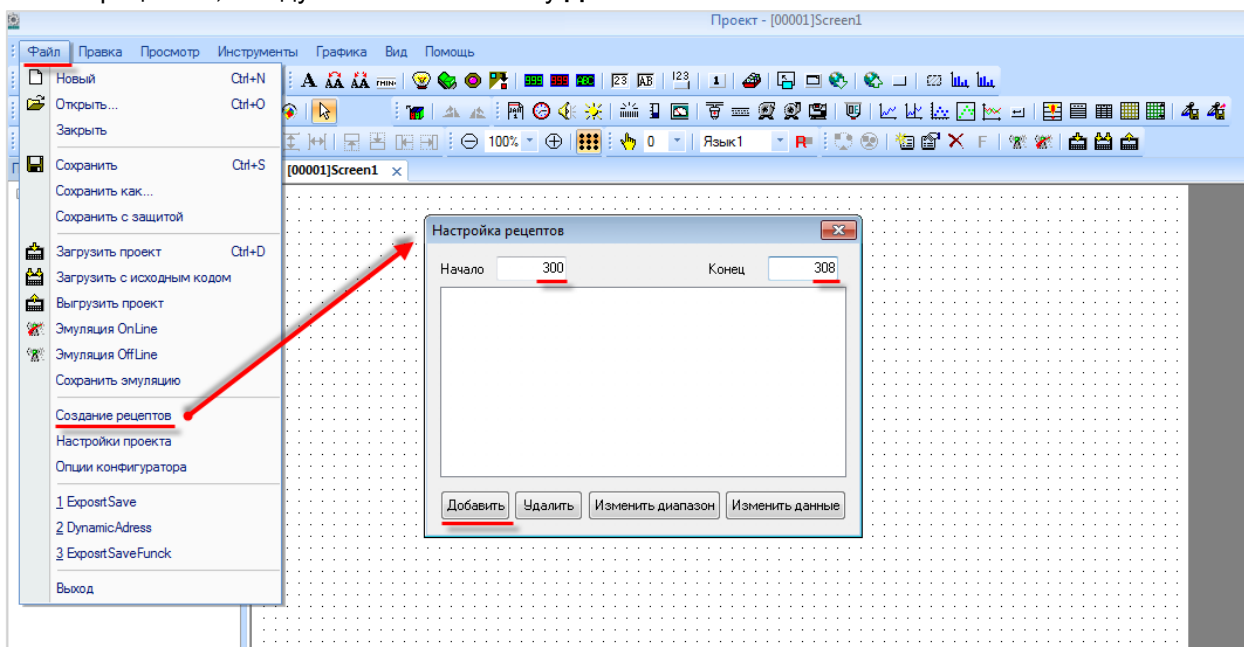 Проект - [00001]Screen1
Файл Правка Просмотр Инструменты Графика Вид Помощь
Новый Ctrl+N
Открыть... Ctrl+O
Закрыть
100% 0 Язык1
Сохранить Ctrl+S
[00001]Screen1
Сохранить как...
Сохранить с защитой
Загрузить проект Ctrl+D
Загрузить с исходным кодом
Выгрузить проект
Эмуляция OnLine
Эмуляция OffLine
Сохранить эмуляцию
Создание рецептов
Настройки проекта
Опции конфигуратора
1 ExposrtSave
2 DynamicAdress
3 ExposrtSaveFunck
Выход
Настройка рецептов
Начало 300 Конец 308
Добавить Удалить Изменить диапазон Изменить данные